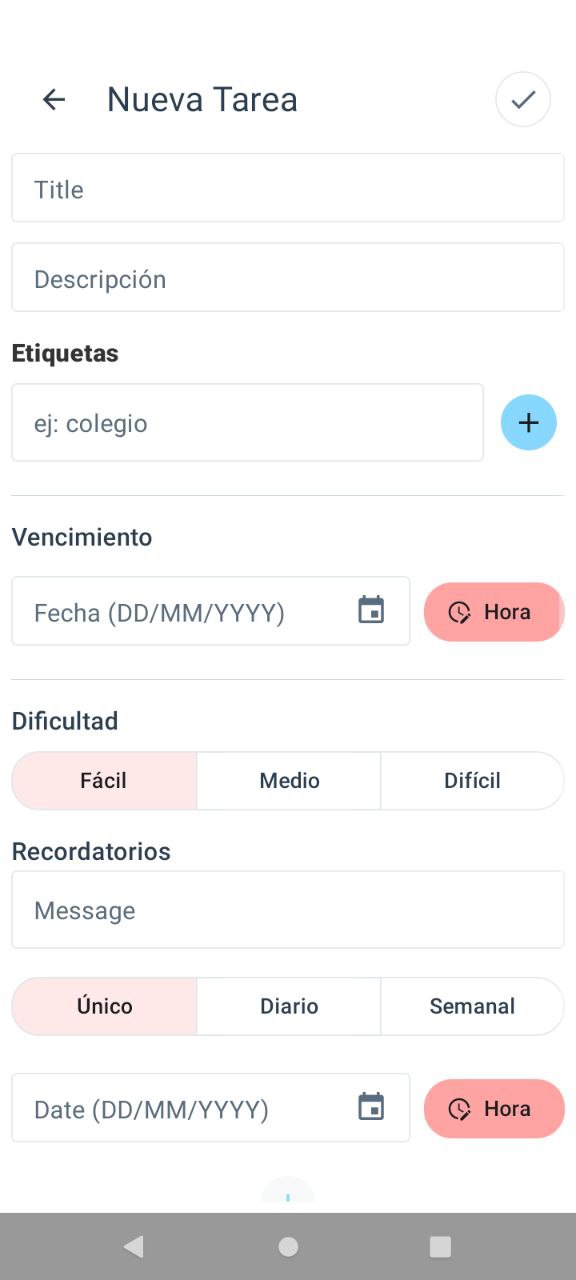 Nueva Tarea
Title
Descripción
Etiquetas
ej: colegio
Vencimiento
Fecha (DD/MM/YYYY)
Hora
Dificultad
Fácil Medio Difícil
Recordatorios
Message
Único Diario Semanal
Date (DD/MM/YYYY)
Hora